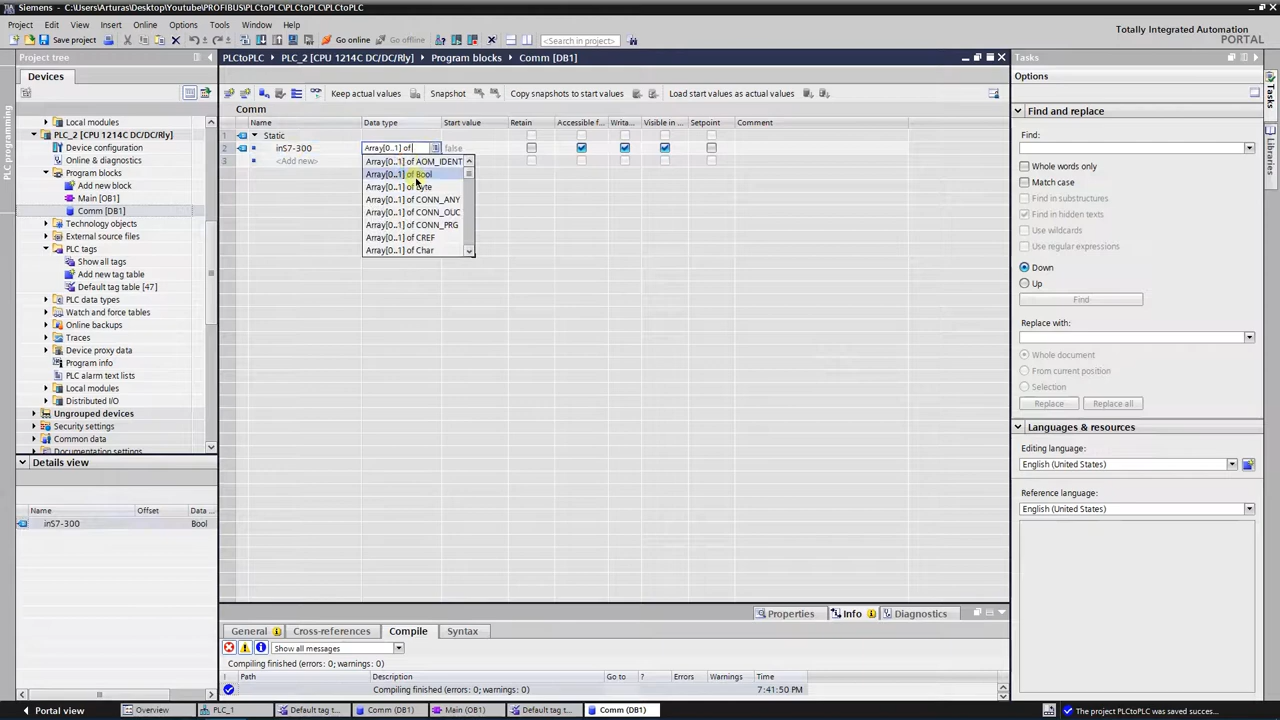 Siemens - C:\Users\Arturas\Desktop\Youtube\PROFIBUS\PLCtoPLC\PLCtoPLC\PLCtoPLC
Project Edit View Insert Online Options Tools Window Help
Save project Go online Go offline <Search in project>
Totally Integrated Automation
PORTAL
Project tree
PLCtoPLC PLC_2 [CPU 1214C DC/DC/Rly] Program blocks Comm [DB1]
Tasks
Devices
Options
PLC programming
Tasks
Libraries
Keep actual values Snapshot Copy snapshots to start values Load start values as actual values
Comm
Find and replace
Local modules
PLC_2 [CPU 1214C DC/DC/Rly]
Device configuration
Online & diagnostics
Program blocks
Add new block
Main [OB1]
Comm [DB1]
Technology objects
External source files
PLC tags
Show all tags
Add new tag table
Default tag table [47]
PLC data types
Watch and force tables
Online backups
Traces
Device proxy data
Program info
PLC alarm text lists
Local modules
Distributed I/O
Ungrouped devices
Security settings
Common data
Documentation settings
Name Data type Start value Retain Accessible f... Writa... Visible in ... Setpoint Comment
1 Static
2 inS7-300 Array[0..1] of false
3 <Add new>
Array[0..1] of AOM_IDENT
Array[0..1] of Bool
Array[0..1] of Byte
Array[0..1] of CONN_ANY
Array[0..1] of CONN_OUC
Array[0..1] of CONN_PRG
Array[0..1] of CREF
Array[0..1] of Char
Find:
Whole words only
Match case
Find in substructures
Find in hidden texts
Use wildcards
Use regular expressions
Down
Up
Find
Replace with:
Whole document
From current position
Selection
Replace Replace all
Languages & resources
Editing language:
English (United States)
Reference language:
English (United States)
Details view
Name Offset Data ...
inS7-300 Bool
Properties Info Diagnostics
General Cross-references Compile Syntax
Show all messages
Compiling finished (errors: 0; warnings: 0)
! Path Description Go to ? Errors Warnings Time
Compiling finished (errors: 0; warnings: 0) 7:41:50 PM
Portal view Overview PLC_1 Default tag t... Comm (DB1) Main (OB1) Default tag t... Comm (DB1)
The project PLCtoPLC was saved succes...